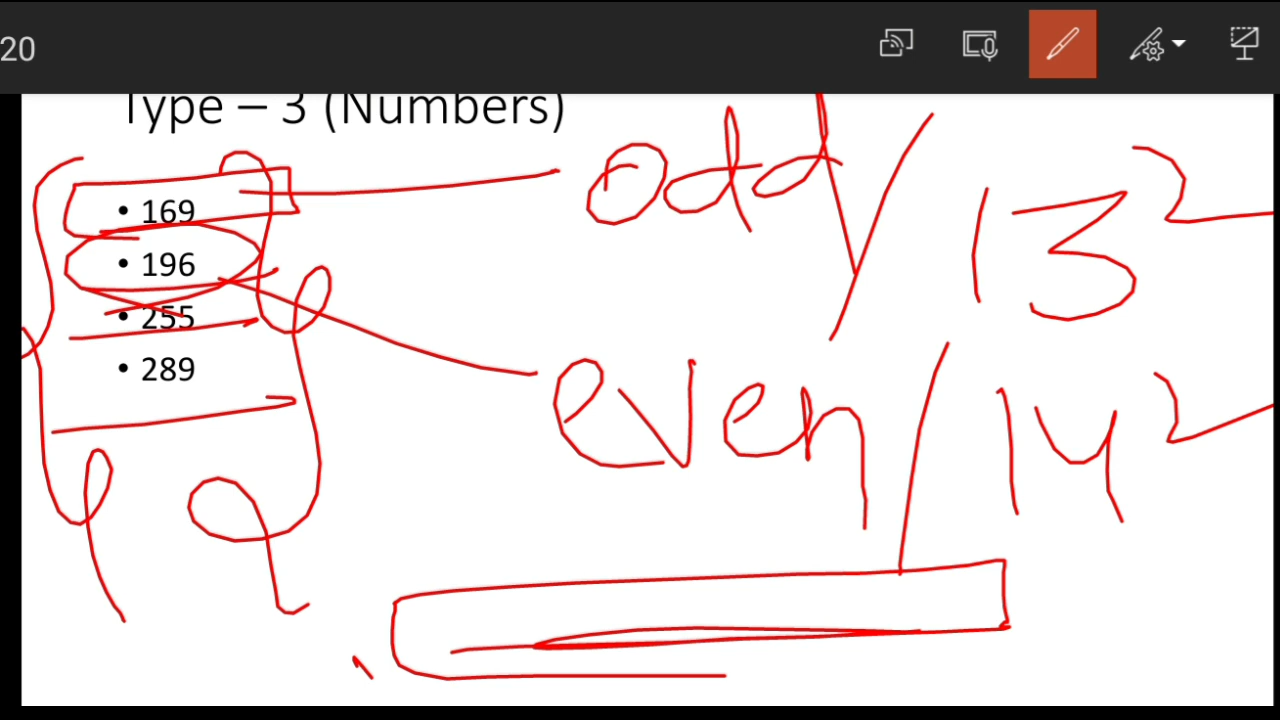 20
Type – 3 (Numbers)
• 169
• 196
• 255
• 289
odd / 13²
even / 14²